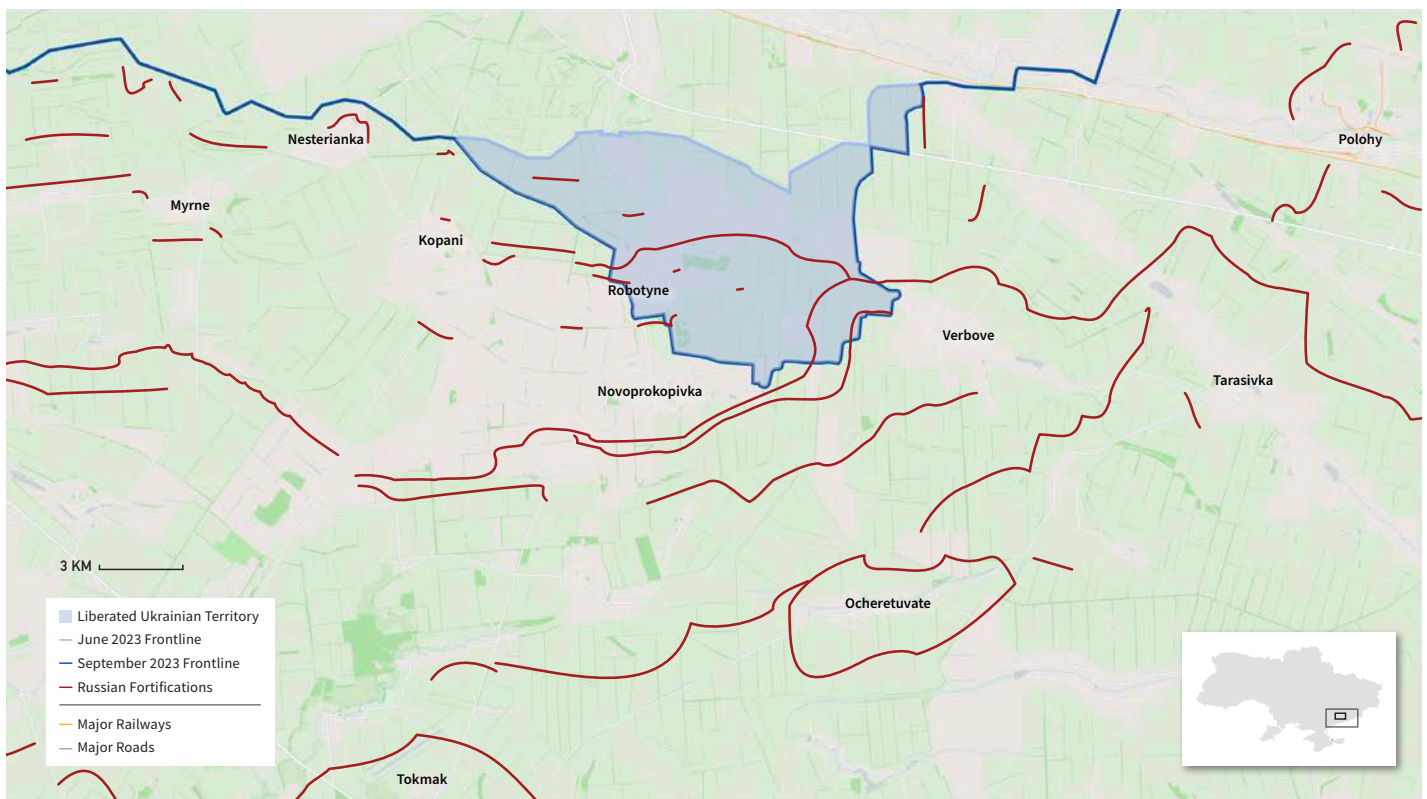 Polohy
Nesterianka
Myrne
Kopani
Robotyne
Verbove
Tarasivka
Novoprokopivka
3 KM
Ocheretuvate
Liberated Ukrainian Territory
June 2023 Frontline
September 2023 Frontline
Russian Fortifications
Major Railways
Major Roads
Tokmak